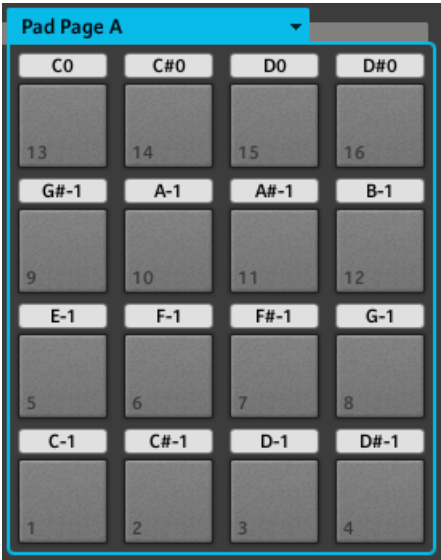 Pad Page A
C0 C#0 D0 D#0
13 14 15 16
G#-1 A-1 A#-1 B-1
9 10 11 12
E-1 F-1 F#-1 G-1
5 6 7 8
C-1 C#-1 D-1 D#-1
1 2 3 4